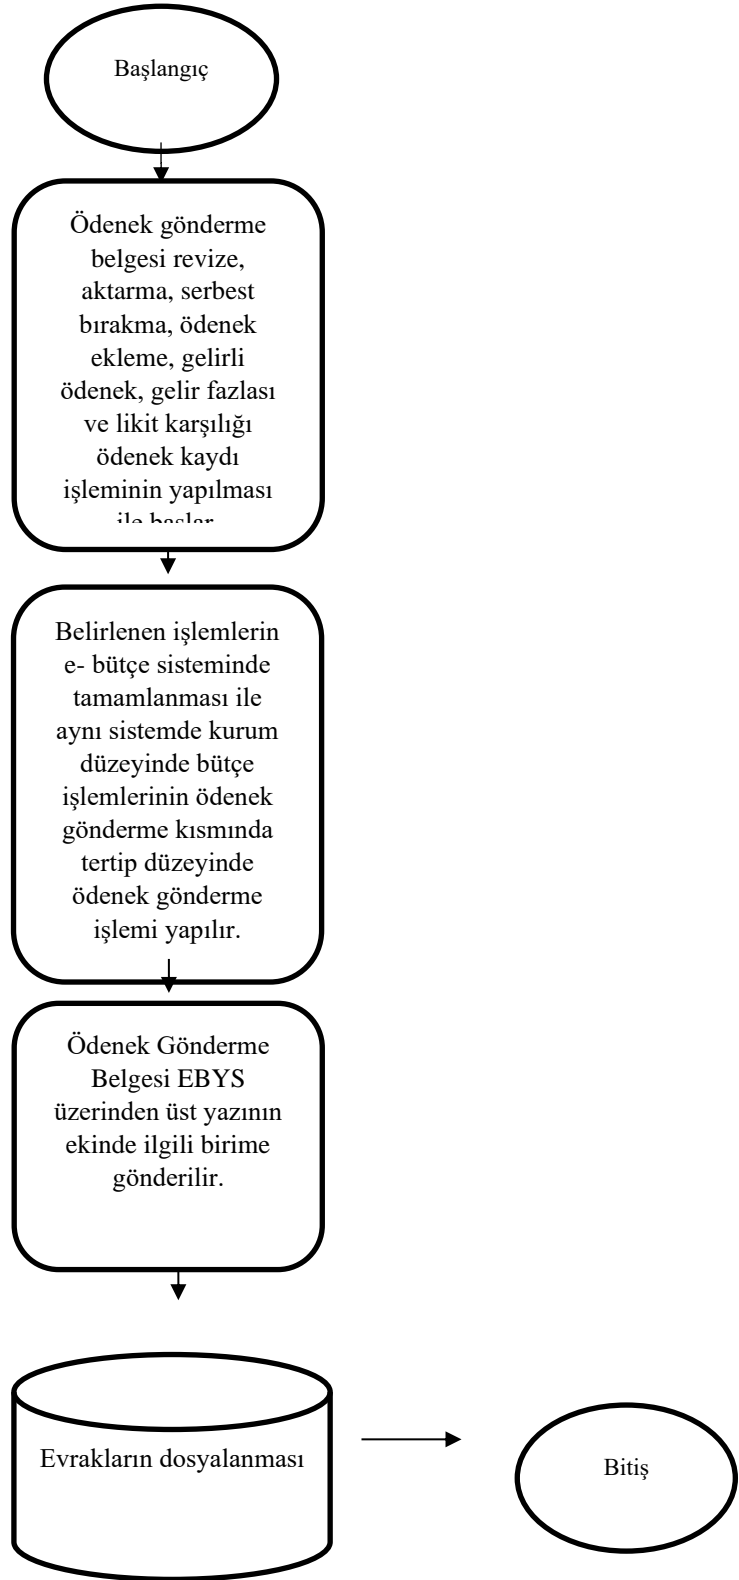 Başlangıç
Ödenek gönderme
belgesi revize,
aktarma, serbest
bırakma, ödenek
ekleme, gelirli
ödenek, gelir fazlası
ve likit karşılığı
ödenek kaydı
işleminin yapılması
ile başlar
Belirlenen işlemlerin
e- bütçe sisteminde
tamamlanması ile
aynı sistemde kurum
düzeyinde bütçe
işlemlerinin ödenek
gönderme kısmında
tertip düzeyinde
ödenek gönderme
işlemi yapılır.
Ödenek Gönderme
Belgesi EBYS
üzerinden üst yazının
ekinde ilgili birime
gönderilir.
Evrakların dosyalanması
Bitiş